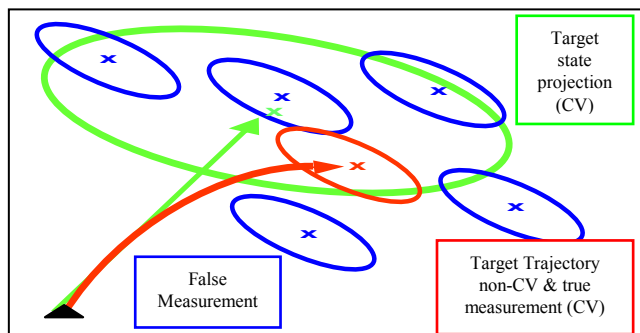 Target
state
projection
(CV)
False
Measurement
Target Trajectory
non-CV & true
measurement (CV)